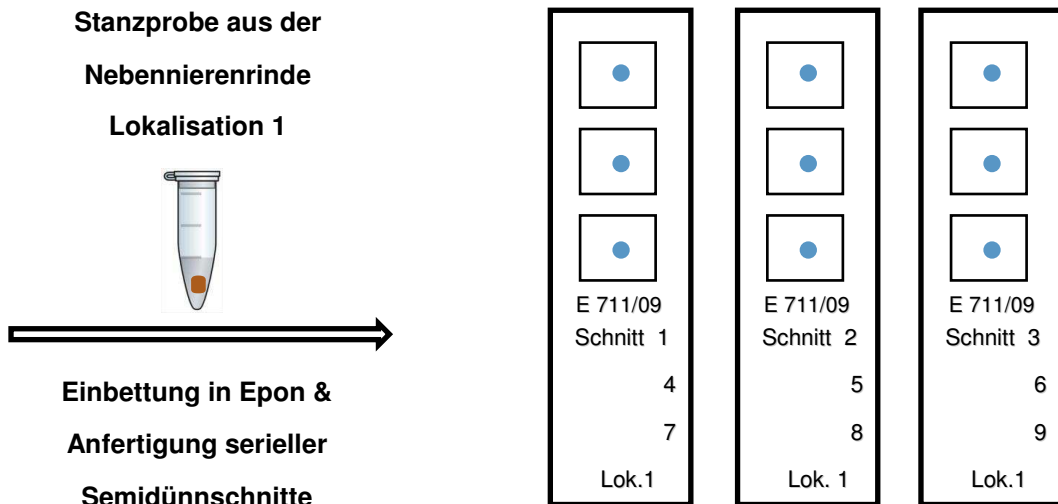 Stanzprobe aus der
Nebennierenrinde
Lokalisation 1
Einbettung in Epon &
Anfertigung serieller
Semidünnschnitte
E 711/09
Schnitt 1
4
7
Lok.1
E 711/09
Schnitt 2
5
8
Lok. 1
E 711/09
Schnitt 3
6
9
Lok.1